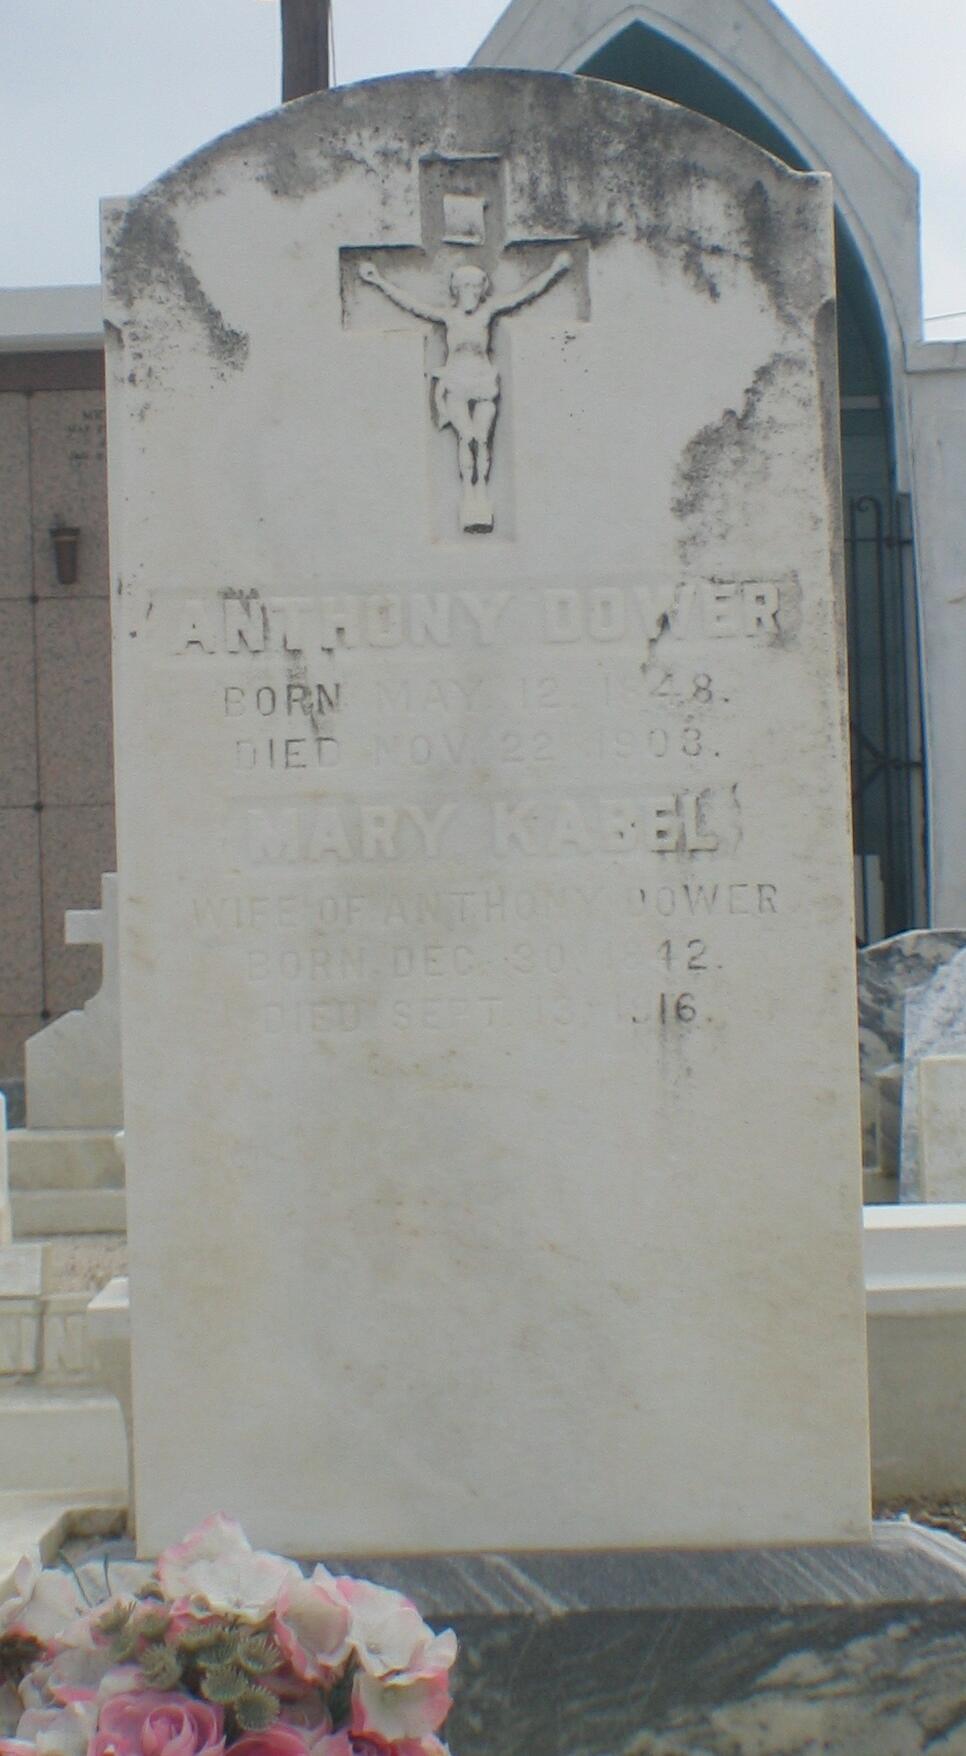 ANTHONY DOWER
BORN MAY 12, 1848.
DIED NOV. 22 1908.
MARY KABEL
WIFE OF ANTHONY DOWER
BORN DEC. 30, 1842.
DIED SEPT. 13, 1916.